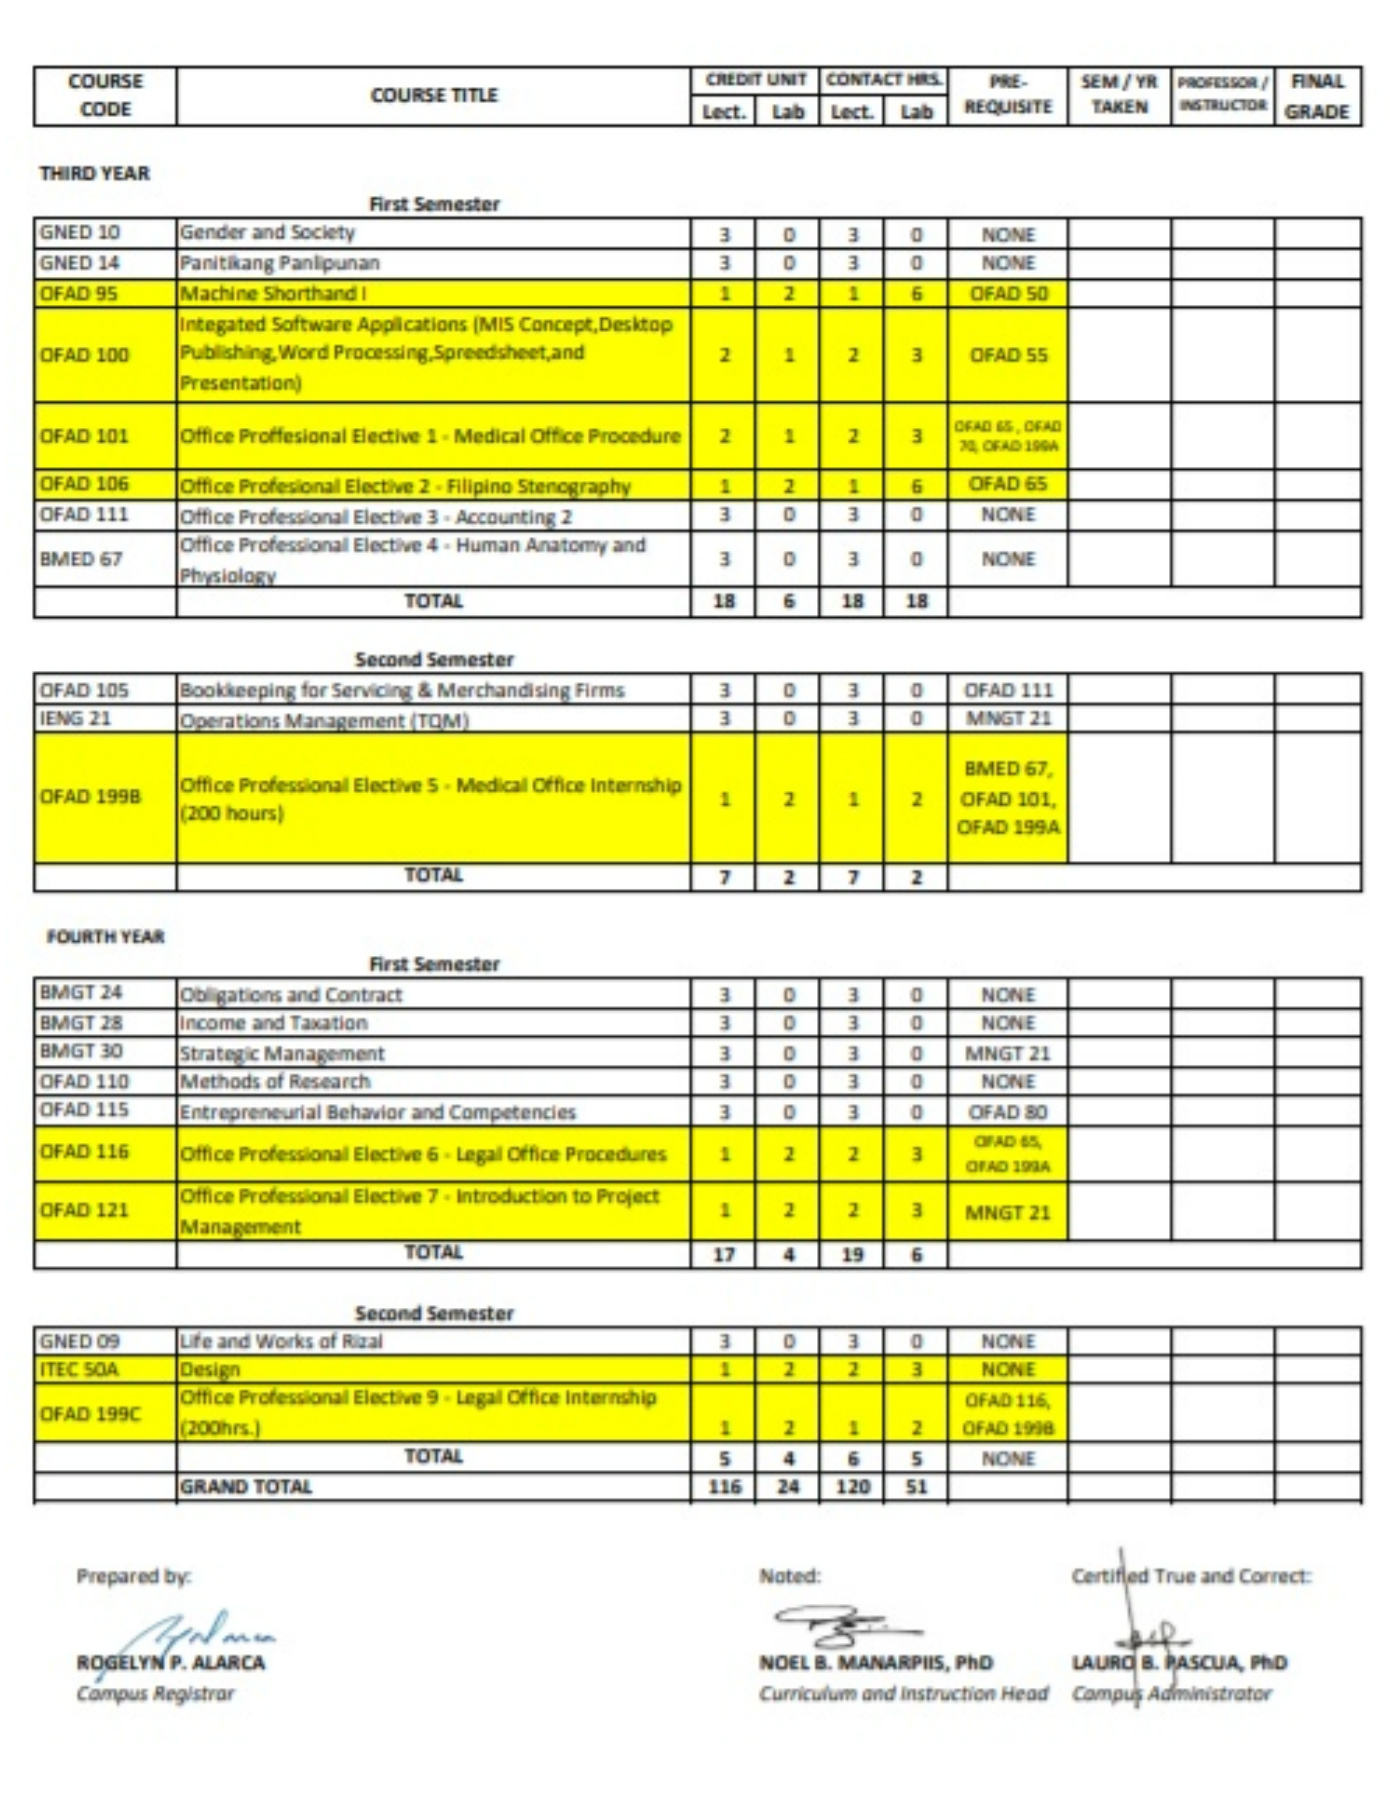 COURSE CODE COURSE TITLE CREDIT UNIT CONTACT HRS. PRE-REQUISITE SEM / YR TAKEN PROFESSOR / INSTRUCTOR FINAL GRADE
Lect. Lab Lect. Lab
THIRD YEAR
First Semester
GNED 10 Gender and Society 3 0 3 0 NONE
GNED 14 Panitikang Panlipunan 3 0 3 0 NONE
OFAD 95 Machine Shorthand I 1 2 1 6 OFAD 50
Integated Software Applications (MIS Concept,Desktop
OFAD 100 Publishing,Word Processing,Spreedsheet,and 2 1 2 3 OFAD 55
Presentation)
OFAD 101 Office Proffesional Elective 1 - Medical Office Procedure 2 1 2 3 OFAD 65 , OFAD
70, OFAD 199A
OFAD 106 Office Profesional Elective 2 - Filipino Stenography 1 2 1 6 OFAD 65
OFAD 111 Office Professional Elective 3 - Accounting 2 3 0 3 0 NONE
BMED 67 Office Professional Elective 4 - Human Anatomy and 3 0 3 0 NONE
Physiology
TOTAL 18 6 18 18
Second Semester
OFAD 105 Bookkeeping for Servicing & Merchandising Firms 3 0 3 0 OFAD 111
IENG 21 Operations Management (TQM) 3 0 3 0 MNGT 21
OFAD 199B Office Professional Elective 5 - Medical Office Internship 1 2 1 2 BMED 67,
(200 hours) OFAD 101,
OFAD 199A
TOTAL 7 2 7 2
FOURTH YEAR
First Semester
BMGT 24 Obligations and Contract 3 0 3 0 NONE
BMGT 28 Income and Taxation 3 0 3 0 NONE
BMGT 30 Strategic Management 3 0 3 0 MNGT 21
OFAD 110 Methods of Research 3 0 3 0 NONE
OFAD 115 Entrepreneurial Behavior and Competencies 3 0 3 0 OFAD 80
OFAD 116 Office Professional Elective 6 - Legal Office Procedures 1 2 2 3 OFAD 65,
OFAD 199A
OFAD 121 Office Professional Elective 7 - Introduction to Project 1 2 2 3 MNGT 21
Management
TOTAL 17 4 19 6
Second Semester
GNED 09 Life and Works of Rizal 3 0 3 0 NONE
ITEC 50A Design 1 2 2 3 NONE
OFAD 199C Office Professional Elective 9 - Legal Office Internship OFAD 116,
(200hrs.) 1 2 1 2 OFAD 199B
TOTAL 5 4 6 5 NONE
GRAND TOTAL 116 24 120 51
Prepared by: Noted: Certified True and Correct:
ROGELYN P. ALARCA NOEL B. MANARPIIS, PhD LAURO B. PASCUA, PhD
Campus Registrar Curriculum and Instruction Head Campus Administrator